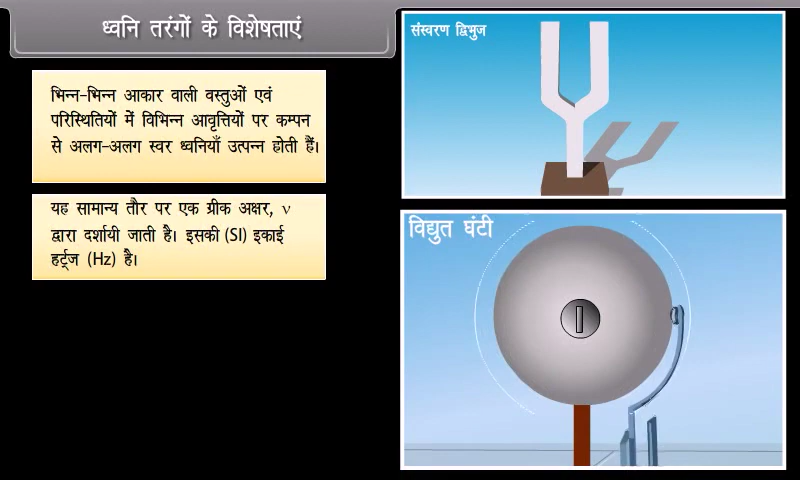 ध्वनि तरंगों के विशेषताएं
भिन्न-भिन्न आकार वाली वस्तुओं एवं
परिस्थितियों में विभिन्न आवृत्तियों पर कम्पन
से अलग-अलग स्वर ध्वनियाँ उत्पन्न होती हैं।
यह सामान्य तौर पर एक ग्रीक अक्षर, ν
द्वारा दर्शायी जाती है। इसकी (SI) इकाई
हर्ट्ज (Hz) है।
संस्वरण द्विभुज
विद्युत घंटी